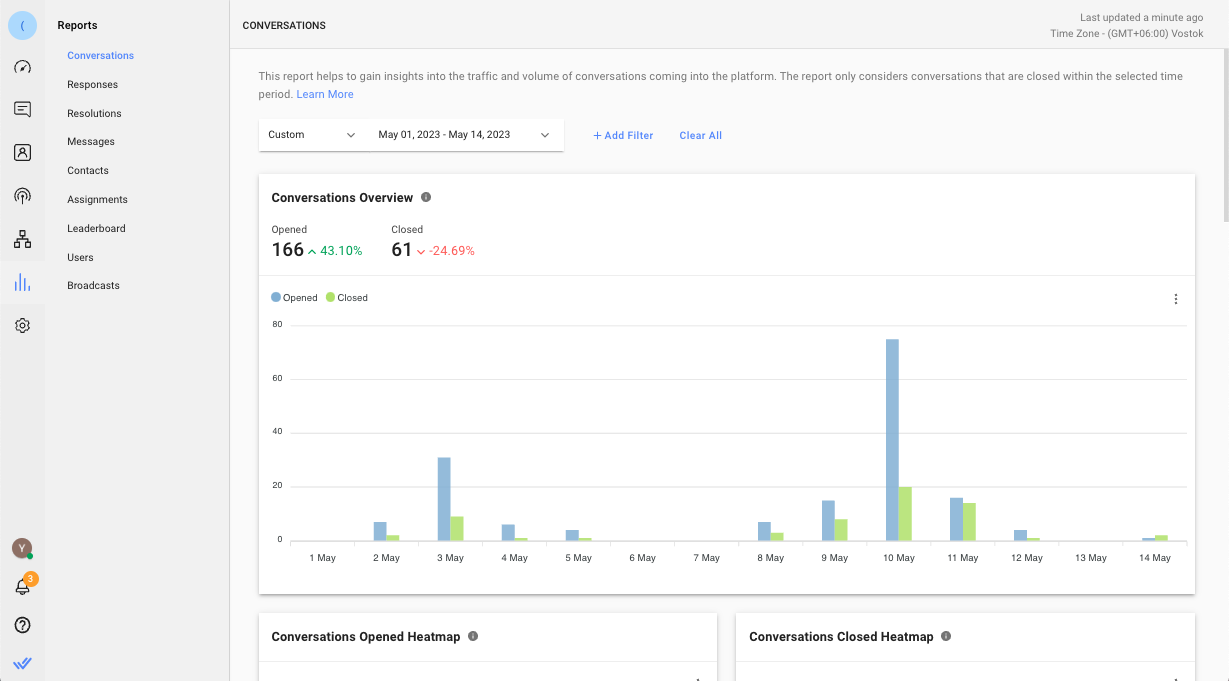 (
Reports
Conversations
Responses
Resolutions
Messages
Contacts
Assignments
Leaderboard
Users
Broadcasts
Y
3
CONVERSATIONS
Last updated a minute ago
Time Zone - (GMT+06:00) Vostok
This report helps to gain insights into the traffic and volume of conversations coming into the platform. The report only considers conversations that are closed within the selected time
period. Learn More
Custom May 01, 2023 - May 14, 2023 + Add Filter Clear All
Conversations Overview
Opened Closed
166 43.10% 61 -24.69%
Opened Closed
80
60
40
20
0
1 May 2 May 3 May 4 May 5 May 6 May 7 May 8 May 9 May 10 May 11 May 12 May 13 May 14 May
Conversations Opened Heatmap Conversations Closed Heatmap